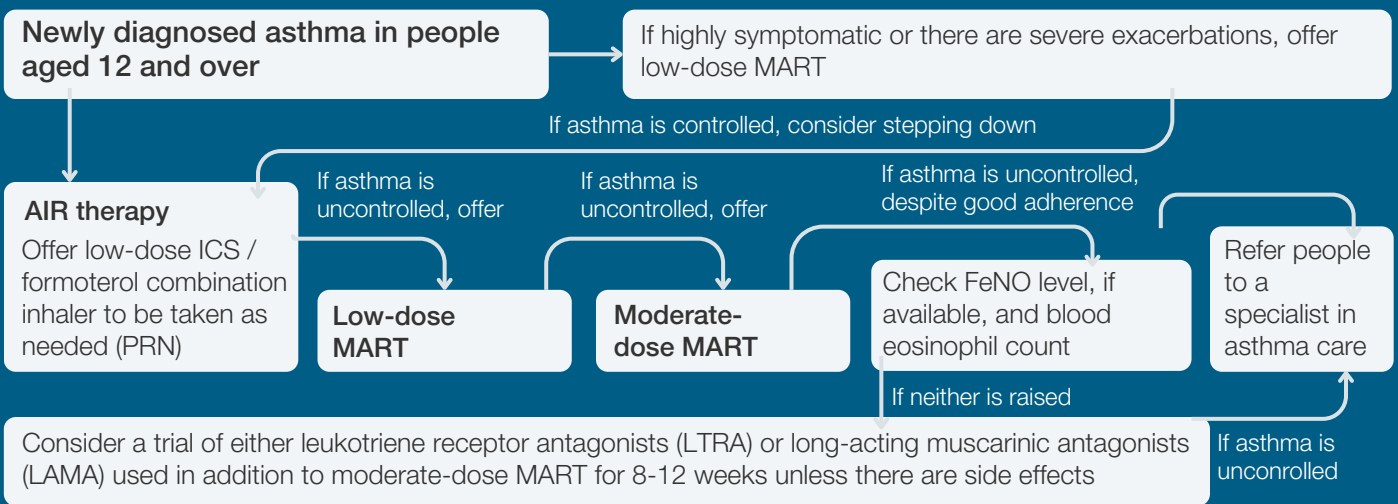 Newly diagnosed asthma in people
aged 12 and over
If highly symptomatic or there are severe exacerbations, offer
low-dose MART
If asthma is controlled, consider stepping down
AIR therapy
Offer low-dose ICS /
formoterol combination
inhaler to be taken as
needed (PRN)
If asthma is
uncontrolled, offer
Low-dose
MART
If asthma is
uncontrolled, offer
Moderate-
dose MART
If asthma is uncontrolled,
despite good adherence
Check FeNO level, if
available, and blood
eosinophil count
Refer people
to a
specialist in
asthma care
If neither is raised
Consider a trial of either leukotriene receptor antagonists (LTRA) or long-acting muscarinic antagonists
(LAMA) used in addition to moderate-dose MART for 8-12 weeks unless there are side effects
If asthma is
unconrolled